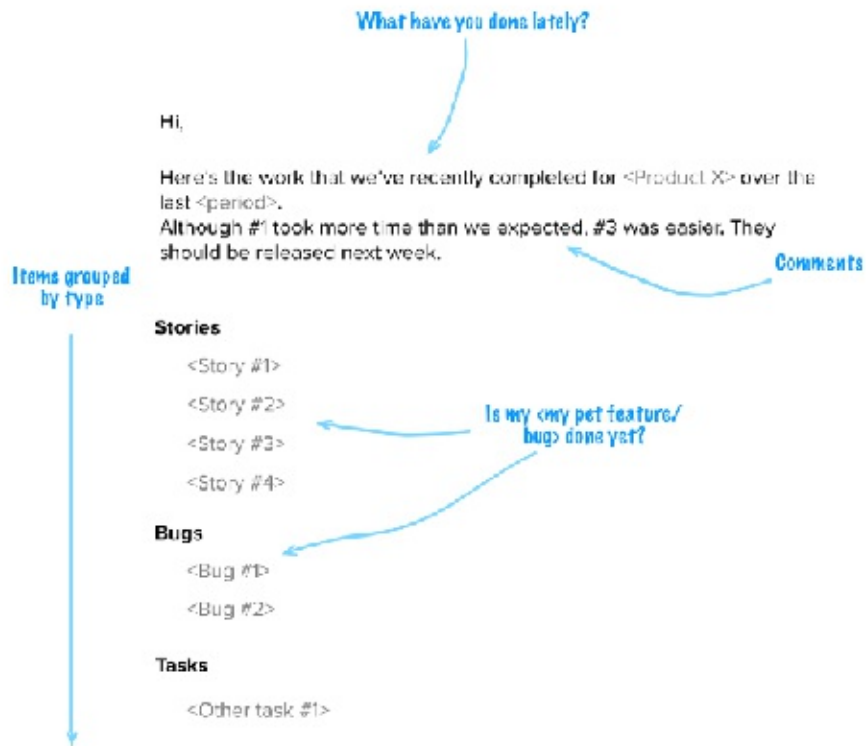 What have you done lately?
Hi,
Here's the work that we've recently completed for <Product X> over the
last <period>.
Although #1 took more time than we expected, #3 was easier. They
should be released next week.
Comments
Items grouped
by type
Stories
<Story #1>
<Story #2>
<Story #3>
<Story #4>
Is my <my pet feature/
bug> done yet?
Bugs
<Bug #1>
<Bug #2>
Tasks
<Other task #1>